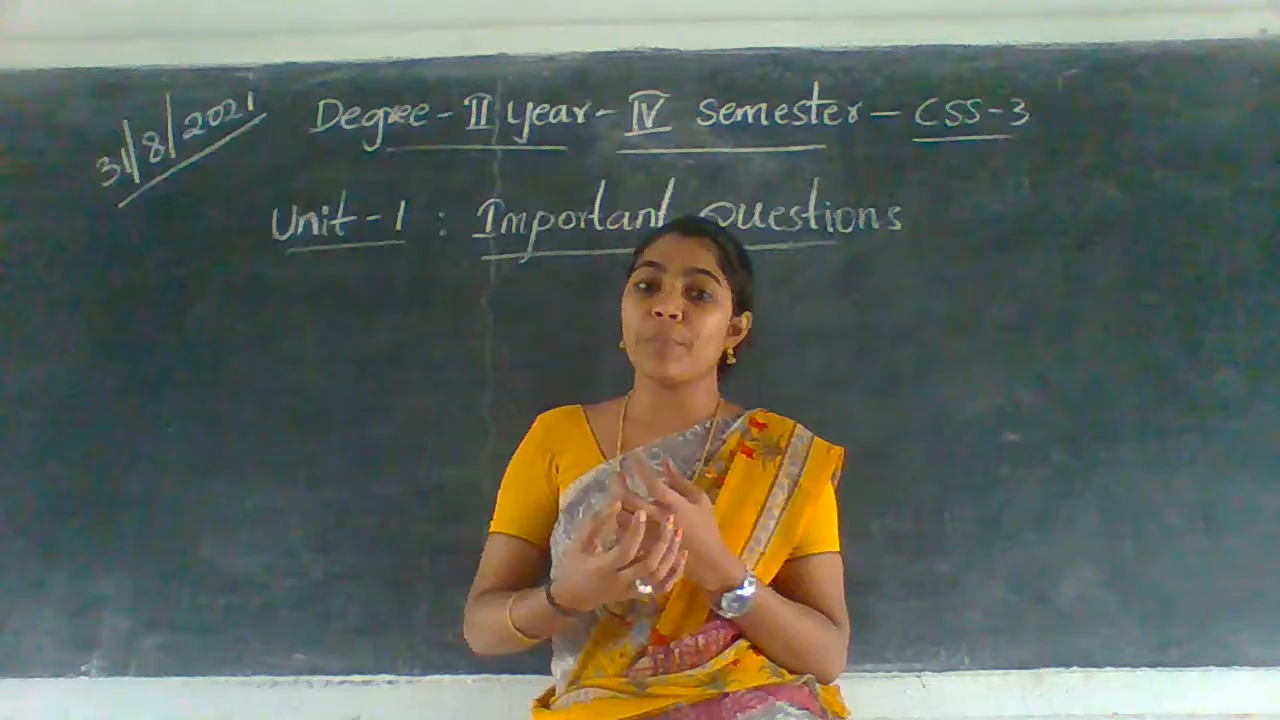 31/8/2021
Degree - II year - IV Semester - CSS-3
Unit - 1 : Important Questions